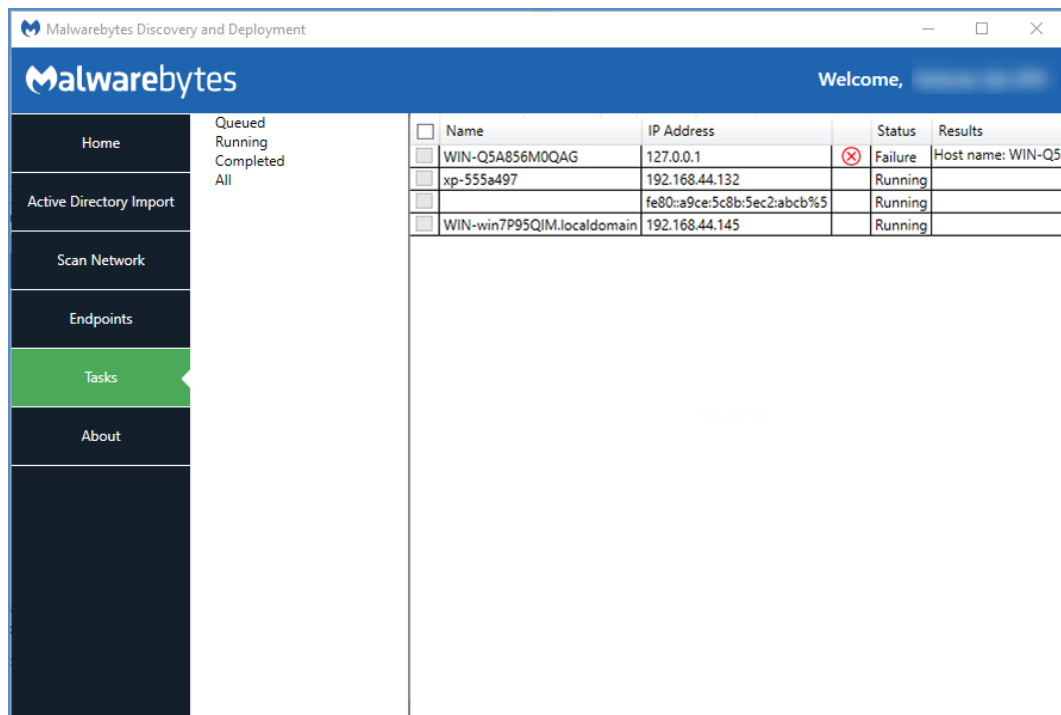 Malwarebytes Discovery and Deployment
Malwarebytes
Welcome,
Home
Active Directory Import
Scan Network
Endpoints
Tasks
About
Queued
Running
Completed
All
Name IP Address Status Results
WIN-Q5A856M0QAG 127.0.0.1 Failure Host name: WIN-Q5
xp-555a497 192.168.44.132 Running
fe80::a9ce:5c8b:5ec2:abcb%5 Running
WIN-win7P95QIM.localdomain 192.168.44.145 Running